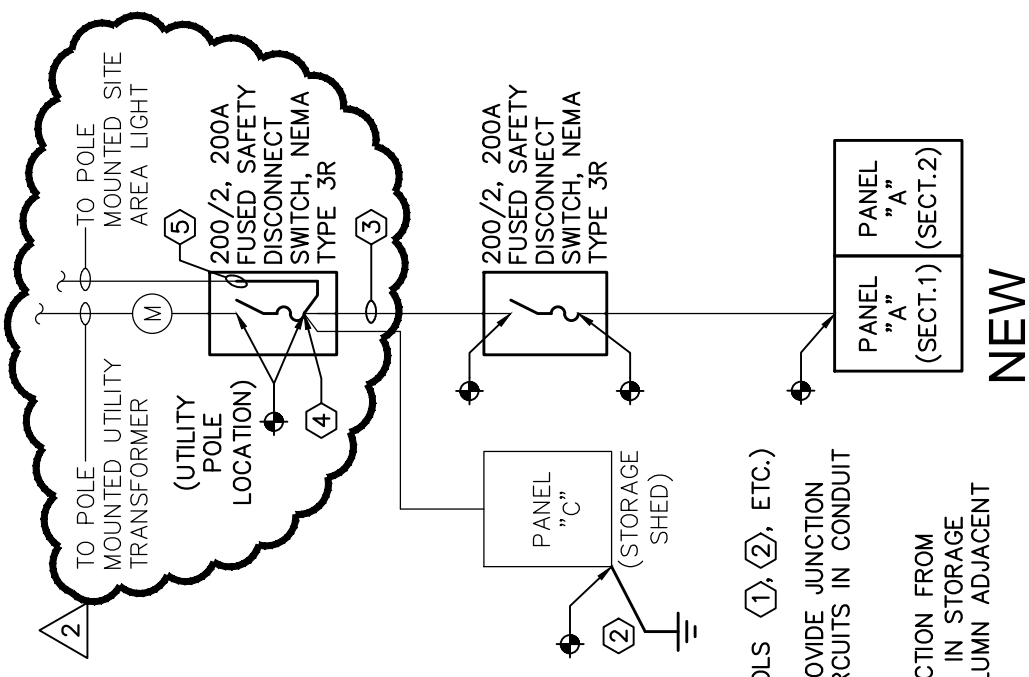 TO POLE
MOUNTED SITE
AREA LIGHT
5
200/2, 200A
FUSED SAFETY
DISCONNECT
SWITCH, NEMA
TYPE 3R
3
M
TO POLE
MOUNTED UTILITY
TRANSFORMER
(UTILITY
POLE
LOCATION)
4
2
200/2, 200A
FUSED SAFETY
DISCONNECT
SWITCH, NEMA
TYPE 3R
PANEL
"C"
(STORAGE
SHED)
2
PANEL
"A"
(SECT.1)
PANEL
"A"
(SECT.2)
NEW
OLS 1, 2, ETC.)
OVIDE JUNCTION
RCUITS IN CONDUIT
CTION FROM
IN STORAGE
LUMN ADJACENT